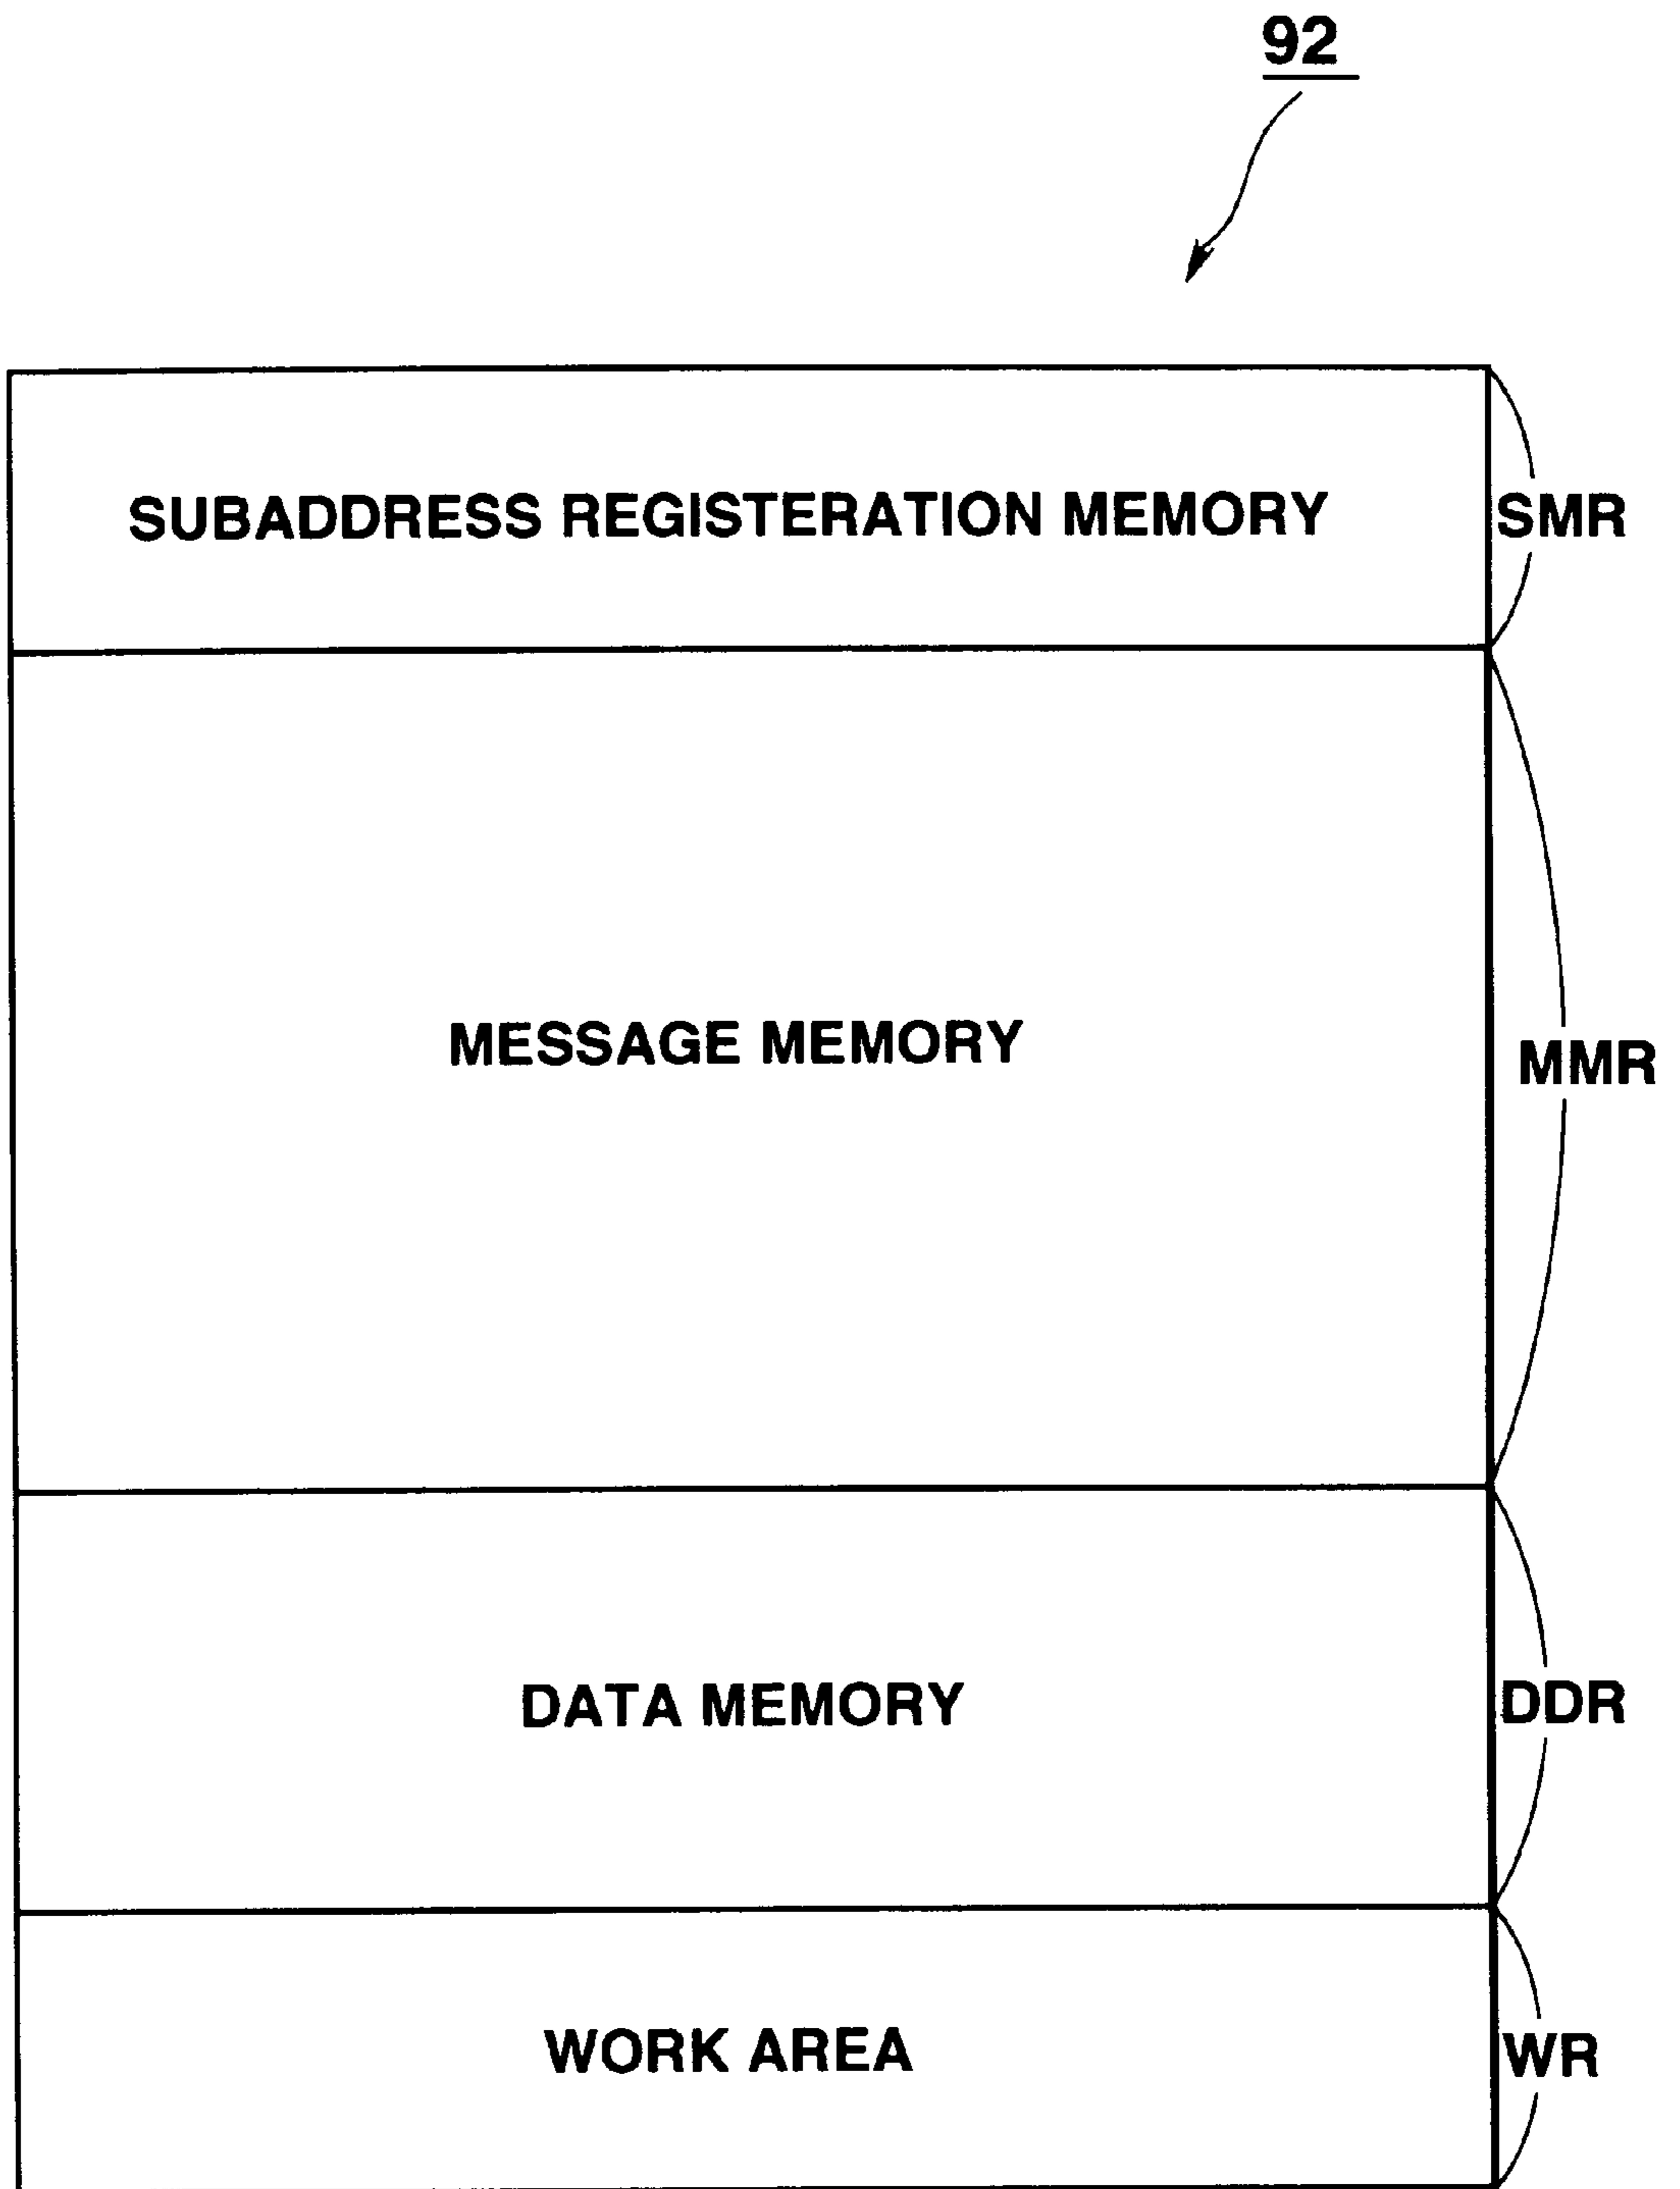 92
SUBADDRESS REGISTERATION MEMORY SMR
MESSAGE MEMORY MMR
DATA MEMORY DDR
WORK AREA WR